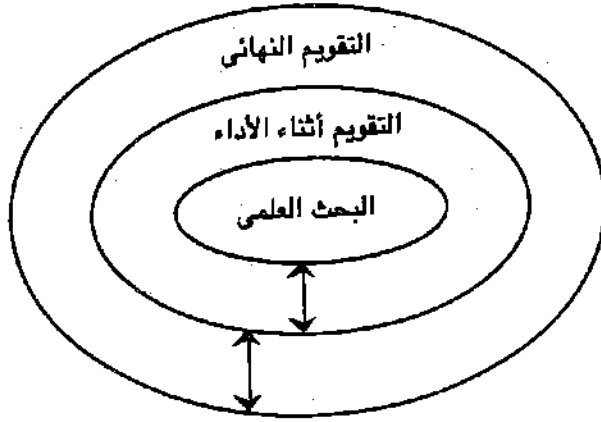 التقويم النهائى
التقويم أثناء الأداء
البحث العلمى